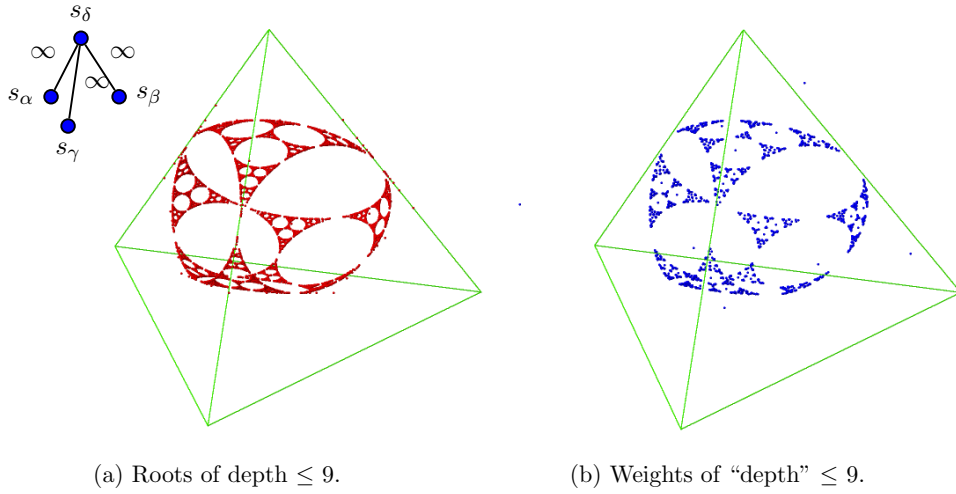 s_δ
∞ ∞
∞
s_α s_β
s_γ
(a) Roots of depth ≤ 9.
(b) Weights of “depth” ≤ 9.